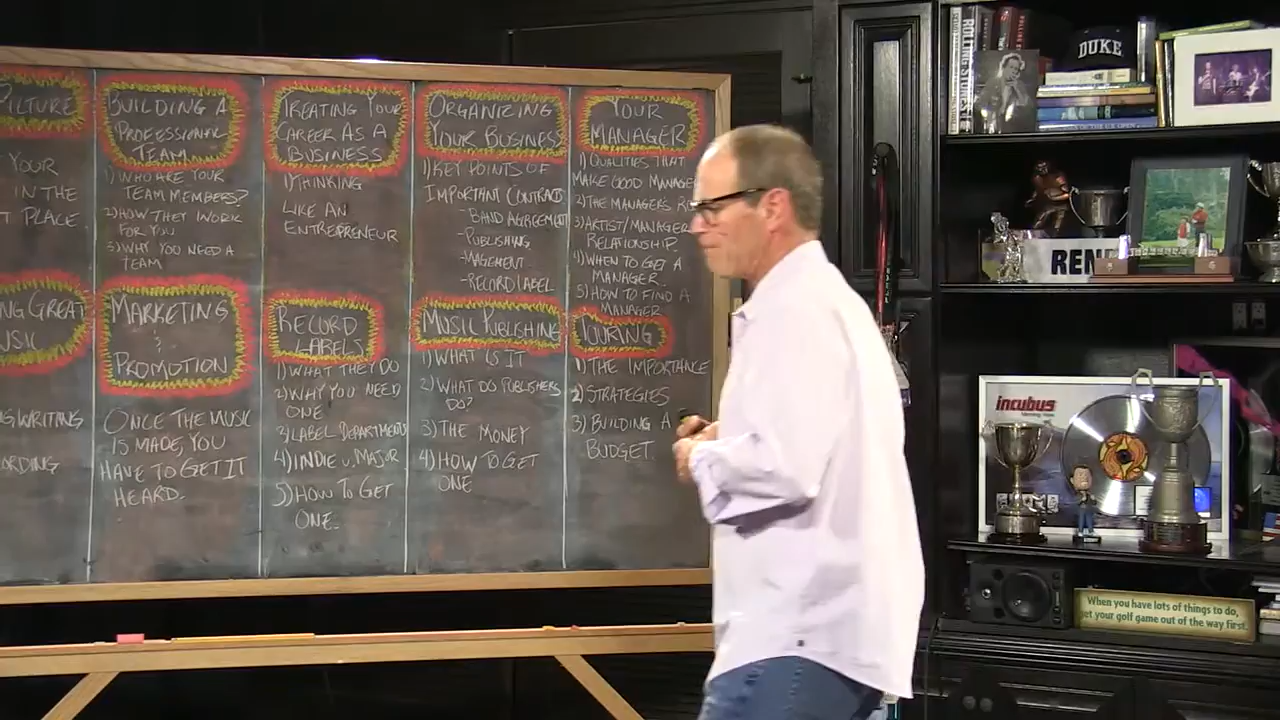 PICTURE
YOUR
IN THE
PLACE
BUILDING A
PROFESSIONAL
TEAM
1) WHO ARE YOUR
TEAM MEMBERS?
2) HOW THEY WORK
FOR YOU
3) WHY YOU NEED A
TEAM
TREATING YOUR
CAREER AS A
BUSINESS
1) THINKING
LIKE AN
ENTREPRENEUR
ORGANIZING
YOUR BUSINESS
1) KEY POINTS OF
IMPORTANT CONTRACT
-BAND AGREEMENT
-PUBLISHING
-MAGEMENT
-RECORD LABEL
YOUR
MANAGER
1) QUALITIES THAT
MAKE GOOD MANAGE
2) THE MANAGER'S R
3) ARTIST/MANAGER
RELATIONSHIP
4) WHEN TO GET A
MANAGER
5) HOW TO FIND A
MANAGER
NG GREAT
USIC
NGWRITING
ORDING
MARKETING
&
PROMOTION
ONCE THE MUSIC
IS MADE, YOU
HAVE TO GET IT
HEARD.
RECORD
LABELS
1) WHAT THEY DO
2) WHY YOU NEED
ONE
3) LABEL DEPARTMENTS
4) INDIE v. MAJOR
5) HOW TO GET
ONE.
MUSIC PUBLISHING
1) WHAT IS IT
2) WHAT DO PUBLISHERS
DO?
3) THE MONEY
4) HOW TO GET
ONE
TOURING
1) THE IMPORTANCE
2) STRATEGIES
3) BUILDING A
BUDGET.
ROLLING STONES
DUKE
REN
incubus
When you have lots of things to do,
get your golf game out of the way first.